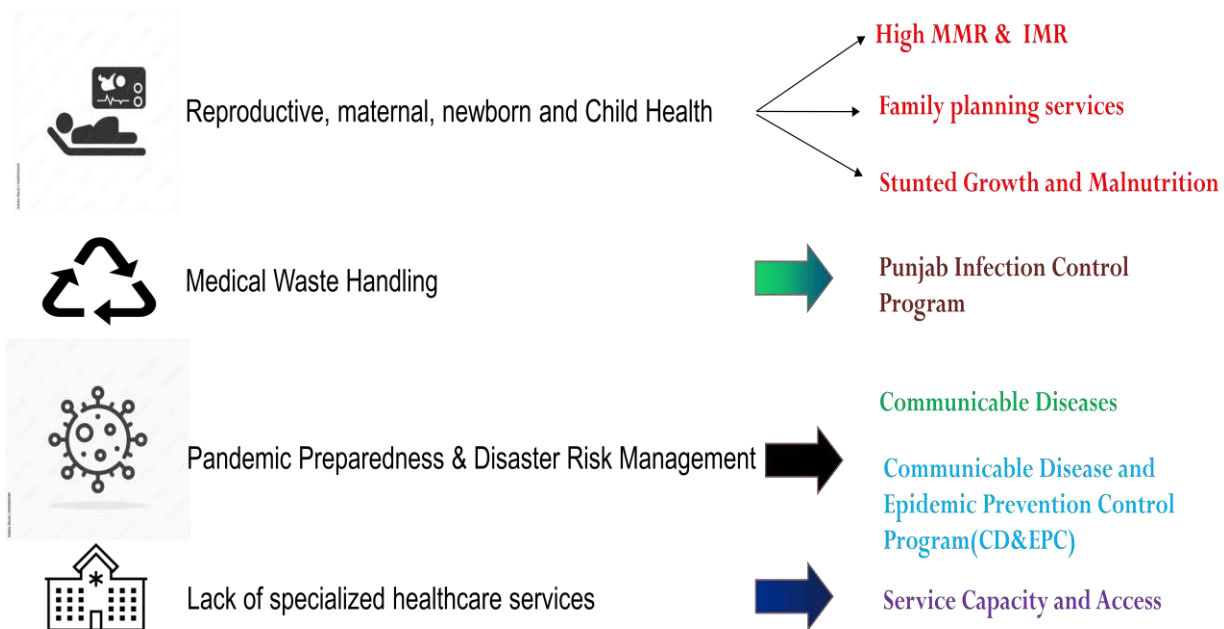 Reproductive, maternal, newborn and Child Health
High MMR & IMR
Family planning services
Stunted Growth and Malnutrition
Medical Waste Handling
Punjab Infection Control
Program
Pandemic Preparedness & Disaster Risk Management
Communicable Diseases
Communicable Disease and
Epidemic Prevention Control
Program(CD&EPC)
Lack of specialized healthcare services
Service Capacity and Access